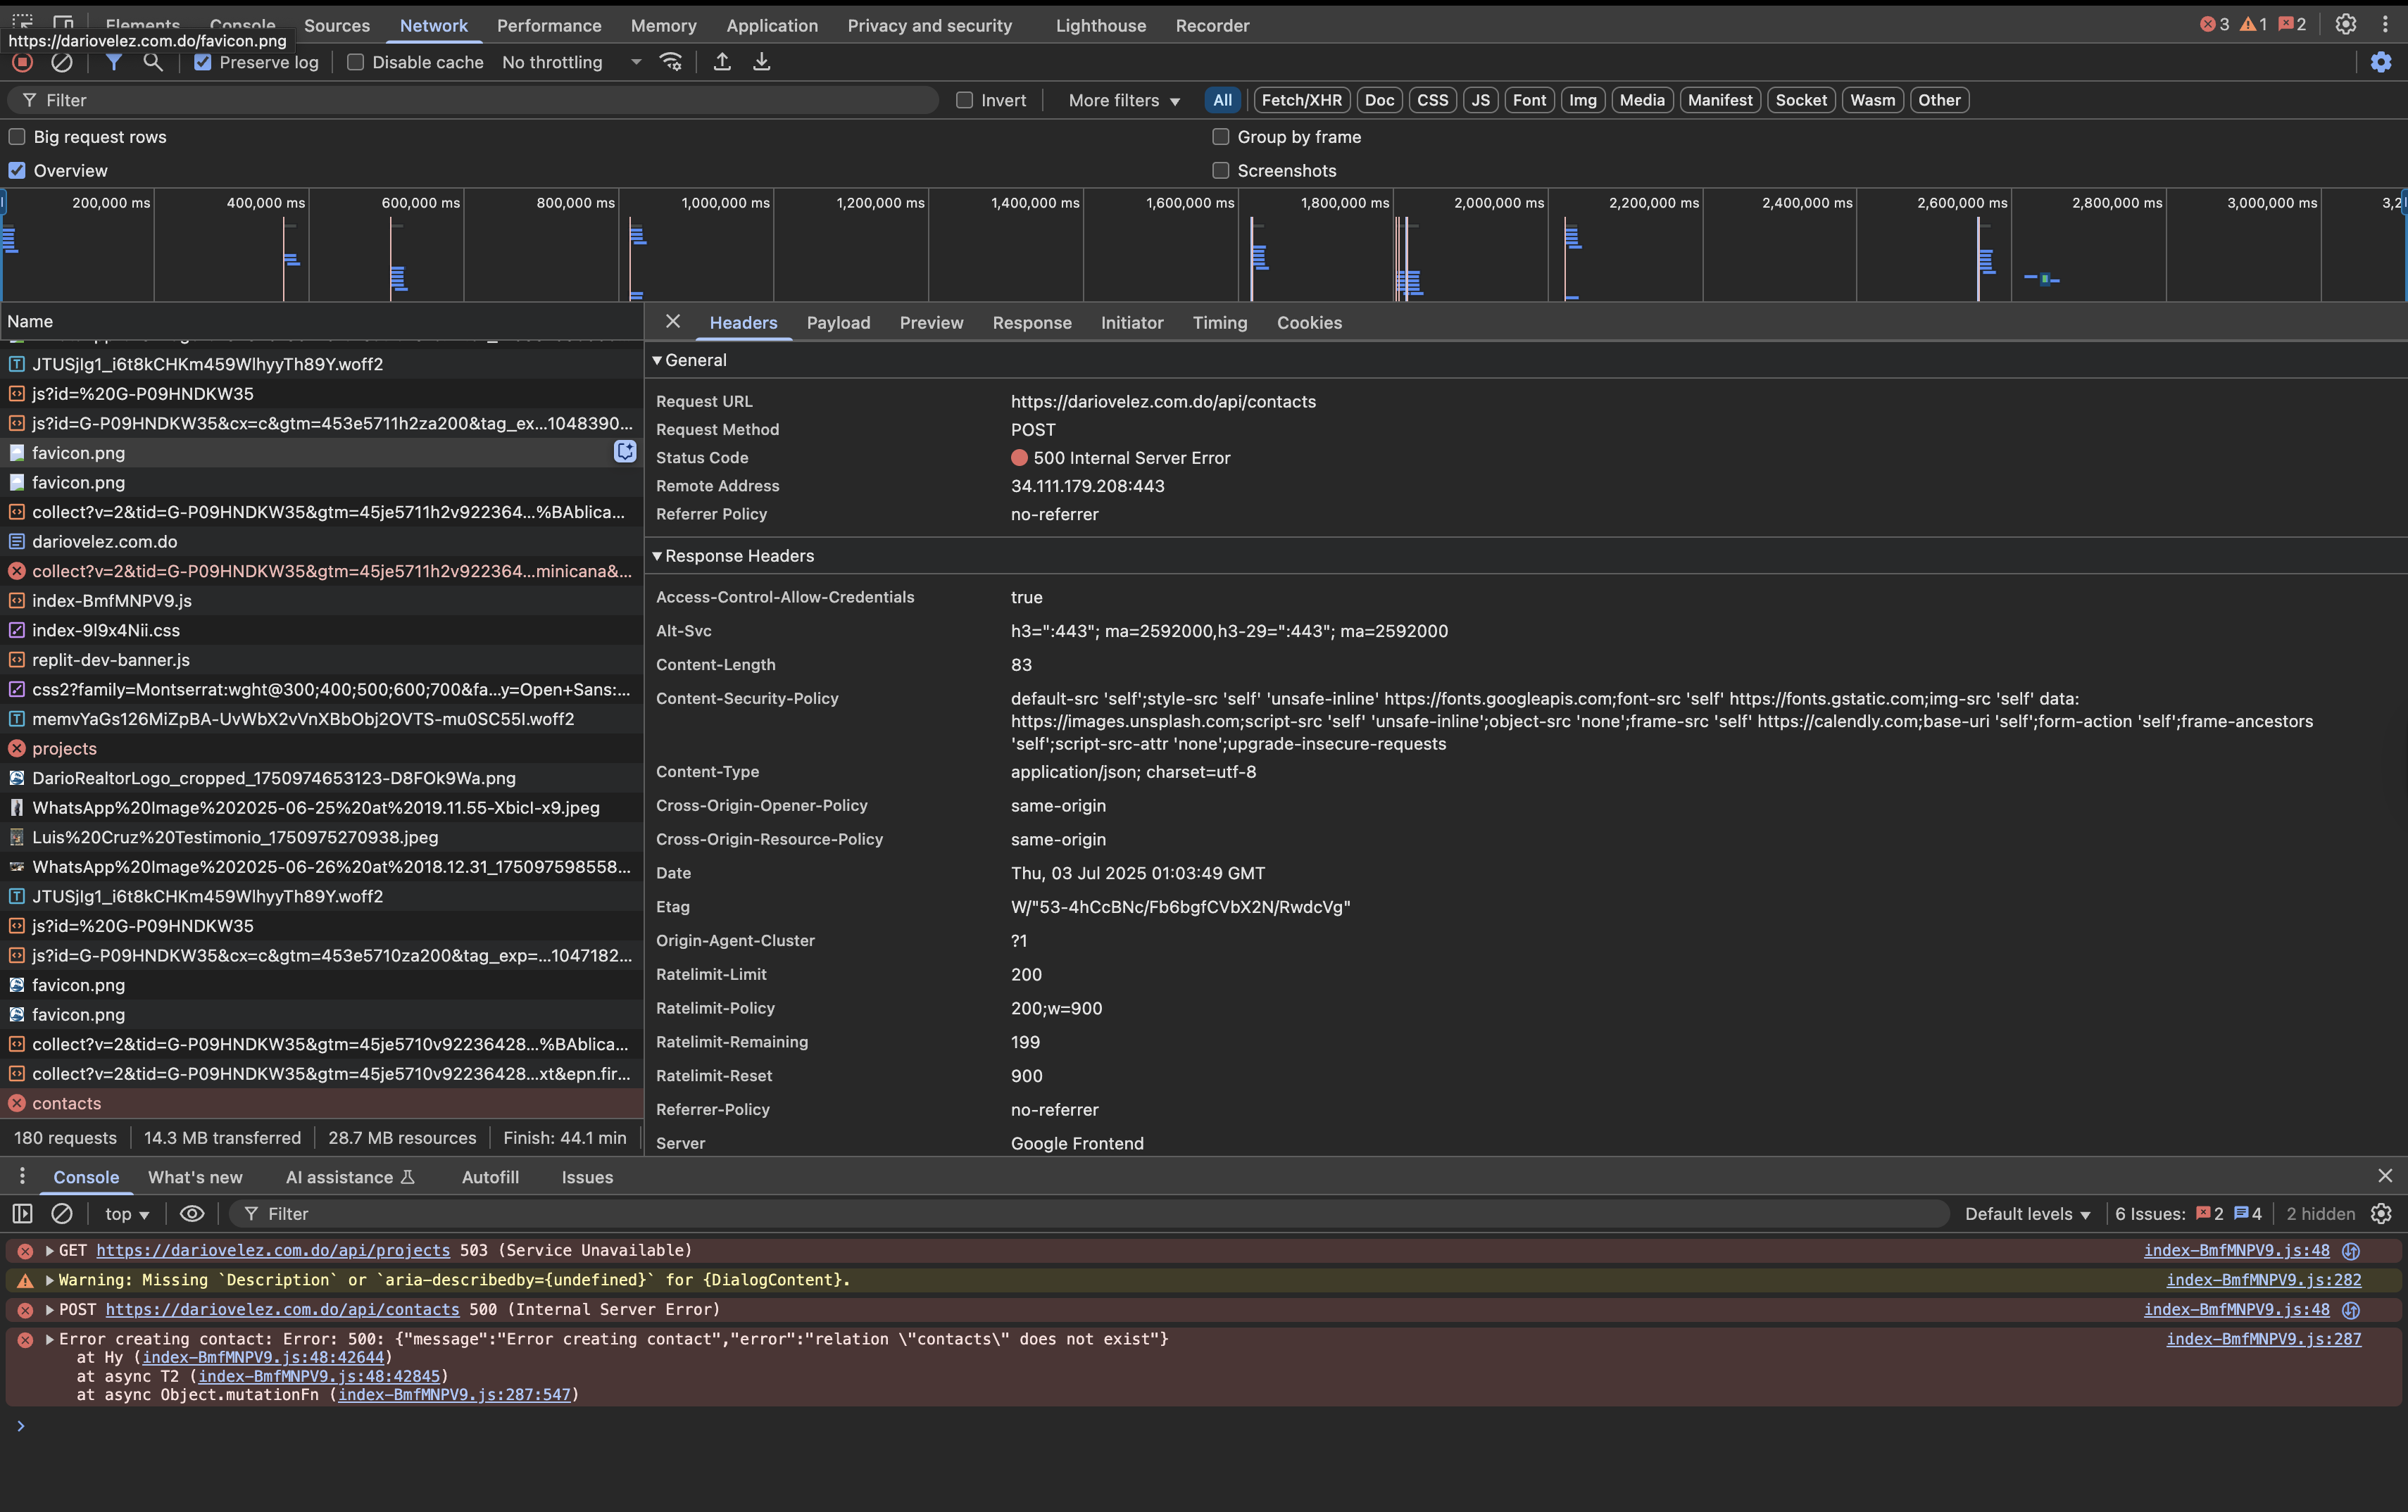 Elements
Console
Sources
Network
Performance
Memory
Application
Privacy and security
Lighthouse
Recorder
3
1
2
https://dariovelez.com.do/favicon.png
Preserve log
Disable cache
No throttling
Filter
Invert
More filters
All
Fetch/XHR
Doc
CSS
JS
Font
Img
Media
Manifest
Socket
Wasm
Other
Big request rows
Group by frame
Overview
Screenshots
200,000 ms
400,000 ms
600,000 ms
800,000 ms
1,000,000 ms
1,200,000 ms
1,400,000 ms
1,600,000 ms
1,800,000 ms
2,000,000 ms
2,200,000 ms
2,400,000 ms
2,600,000 ms
2,800,000 ms
3,000,000 ms
3,2
Name
JTUSjIg1_i6t8kCHKm459WlhyyTh89Y.woff2
js?id=%20G-P09HNDKW35
js?id=G-P09HNDKW35&cx=c&gtm=453e5711h2za200&tag_ex...1048390...
favicon.png
favicon.png
collect?v=2&tid=G-P09HNDKW35&gtm=45je5711h2v922364...%BAblica...
dariovelez.com.do
collect?v=2&tid=G-P09HNDKW35&gtm=45je5711h2v922364...minicana&...
index-BmfMNPV9.js
index-9l9x4Nii.css
replit-dev-banner.js
css2?family=Montserrat:wght@300;400;500;600;700&fa...y=Open+Sans:...
memvYaGs126MiZpBA-UvWbX2vVnXBbObj2OVTS-mu0SC55I.woff2
projects
DarioRealtorLogo_cropped_1750974653123-D8FOk9Wa.png
WhatsApp%20Image%202025-06-25%20at%2019.11.55-XbicI-x9.jpeg
Luis%20Cruz%20Testimonio_1750975270938.jpeg
WhatsApp%20Image%202025-06-26%20at%2018.12.31_175097598558...
JTUSjIg1_i6t8kCHKm459WlhyyTh89Y.woff2
js?id=%20G-P09HNDKW35
js?id=G-P09HNDKW35&cx=c&gtm=453e5710za200&tag_exp=...1047182...
favicon.png
favicon.png
collect?v=2&tid=G-P09HNDKW35&gtm=45je5710v92236428...%BAblica...
collect?v=2&tid=G-P09HNDKW35&gtm=45je5710v92236428...xt&epn.fir...
contacts
180 requests
14.3 MB transferred
28.7 MB resources
Finish: 44.1 min
Headers
Payload
Preview
Response
Initiator
Timing
Cookies
General
Request URL https://dariovelez.com.do/api/contacts
Request Method POST
Status Code 500 Internal Server Error
Remote Address 34.111.179.208:443
Referrer Policy no-referrer
Response Headers
Access-Control-Allow-Credentials true
Alt-Svc h3=":443"; ma=2592000,h3-29=":443"; ma=2592000
Content-Length 83
Content-Security-Policy default-src 'self';style-src 'self' 'unsafe-inline' https://fonts.googleapis.com;font-src 'self' https://fonts.gstatic.com;img-src 'self' data:
https://images.unsplash.com;script-src 'self' 'unsafe-inline';object-src 'none';frame-src 'self' https://calendly.com;base-uri 'self';form-action 'self';frame-ancestors
'self';script-src-attr 'none';upgrade-insecure-requests
Content-Type application/json; charset=utf-8
Cross-Origin-Opener-Policy same-origin
Cross-Origin-Resource-Policy same-origin
Date Thu, 03 Jul 2025 01:03:49 GMT
Etag W/"53-4hCcBNc/Fb6bgfCVbX2N/RwdcVg"
Origin-Agent-Cluster ?1
Ratelimit-Limit 200
Ratelimit-Policy 200;w=900
Ratelimit-Remaining 199
Ratelimit-Reset 900
Referrer-Policy no-referrer
Server Google Frontend
Console
What's new
AI assistance
Autofill
Issues
top
Filter
Default levels
6 Issues: 2 4
2 hidden
GET https://dariovelez.com.do/api/projects 503 (Service Unavailable) index-BmfMNPV9.js:48
Warning: Missing `Description` or `aria-describedby={undefined}` for {DialogContent}. index-BmfMNPV9.js:282
POST https://dariovelez.com.do/api/contacts 500 (Internal Server Error) index-BmfMNPV9.js:48
Error creating contact: Error: 500: {"message":"Error creating contact","error":"relation \"contacts\" does not exist"} index-BmfMNPV9.js:287
at Hy (index-BmfMNPV9.js:48:42644)
at async T2 (index-BmfMNPV9.js:48:42845)
at async Object.mutationFn (index-BmfMNPV9.js:287:547)